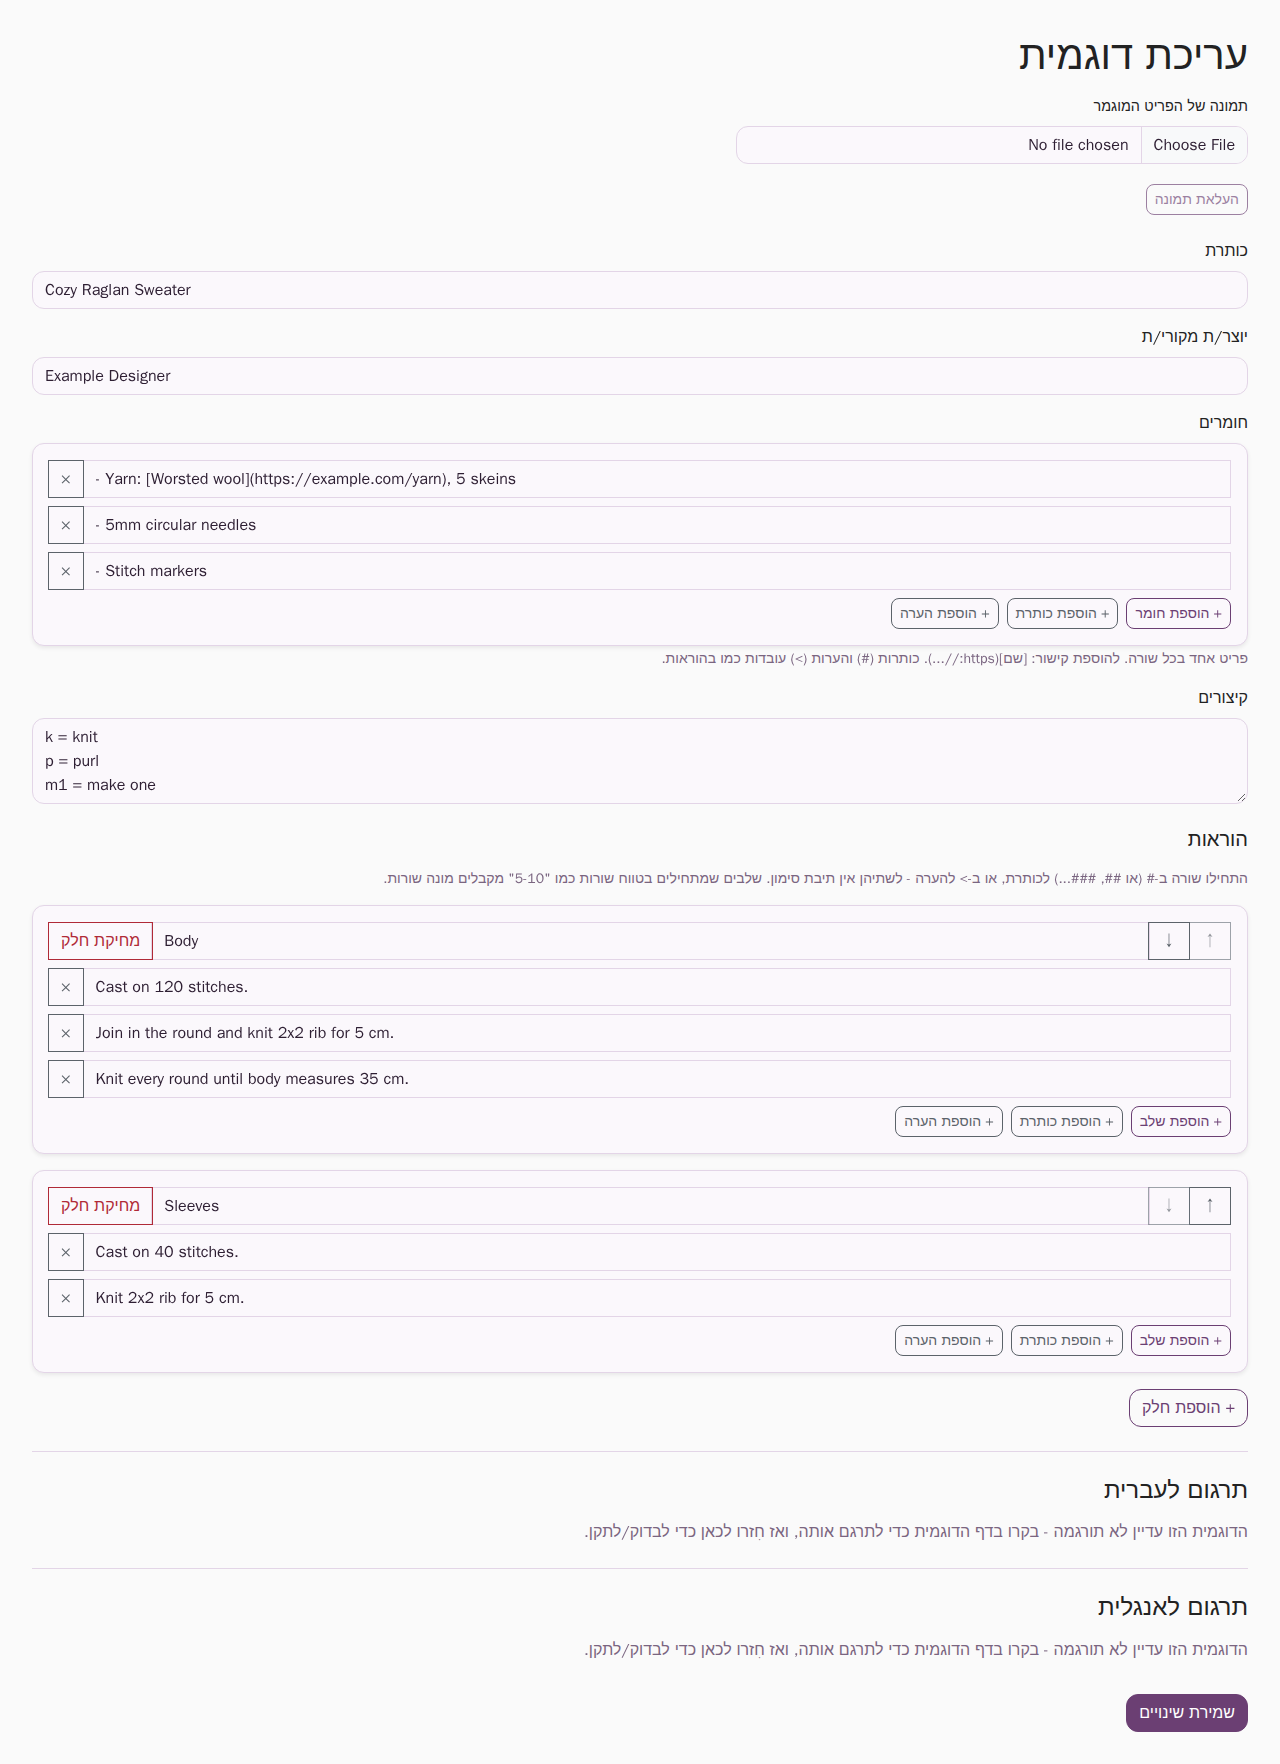 עריכת דוגמית
תמונה של הפריט המוגמר
Choose File No file chosen
העלאת תמונה
כותרת
Cozy Raglan Sweater
יוצר/ת מקורי/ת
Example Designer
חומרים
- Yarn: [Worsted wool](https://example.com/yarn), 5 skeins ×
- 5mm circular needles ×
- Stitch markers ×
+ הוספת חומר + הוספת כותרת + הוספת הערה
פריט אחד בכל שורה. להוספת קישור: [שם](https://...). כותרות (#) והערות (>) עובדות כמו בהוראות.
קיצורים
k = knit
p = purl
m1 = make one
הוראות
התחילו שורה ב-# (או ##, ###...) לכותרת, או ב-> להערה - לשתיהן אין תיבת סימון. שלבים שמתחילים בטווח שורות כמו "5-10" מקבלים מונה שורות.
↑ ↓ Body מחיקת חלק
Cast on 120 stitches. ×
Join in the round and knit 2x2 rib for 5 cm. ×
Knit every round until body measures 35 cm. ×
+ הוספת שלב + הוספת כותרת + הוספת הערה
↑ ↓ Sleeves מחיקת חלק
Cast on 40 stitches. ×
Knit 2x2 rib for 5 cm. ×
+ הוספת שלב + הוספת כותרת + הוספת הערה
+ הוספת חלק
תרגום לעברית
הדוגמית הזו עדיין לא תורגמה - בקרו בדף הדוגמית כדי לתרגם אותה, ואז חִזרו לכאן כדי לבדוק/לתקן.
תרגום לאנגלית
הדוגמית הזו עדיין לא תורגמה - בקרו בדף הדוגמית כדי לתרגם אותה, ואז חִזרו לכאן כדי לבדוק/לתקן.
שמירת שינויים